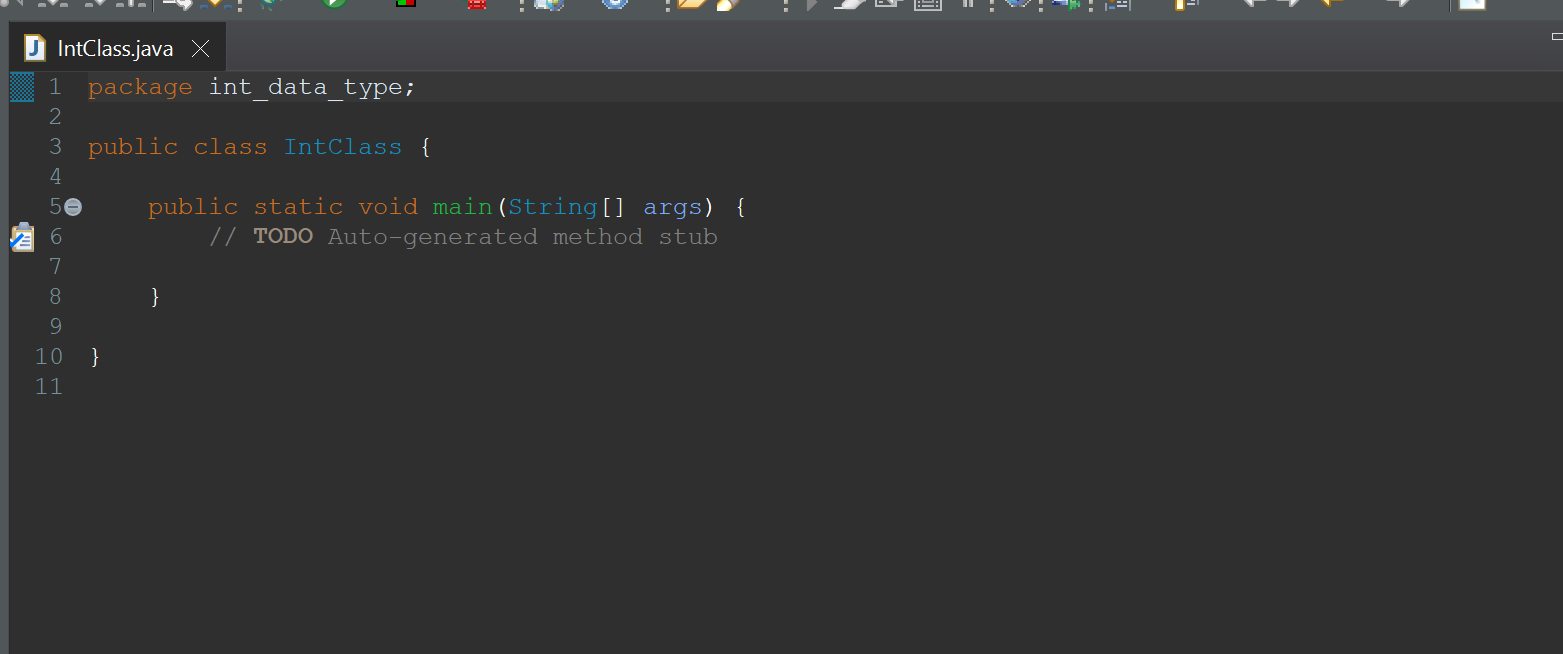 IntClass.java
1 package int_data_type;
2
3 public class IntClass {
4
5 public static void main(String[] args) {
6 // TODO Auto-generated method stub
7
8 }
9
10 }
11